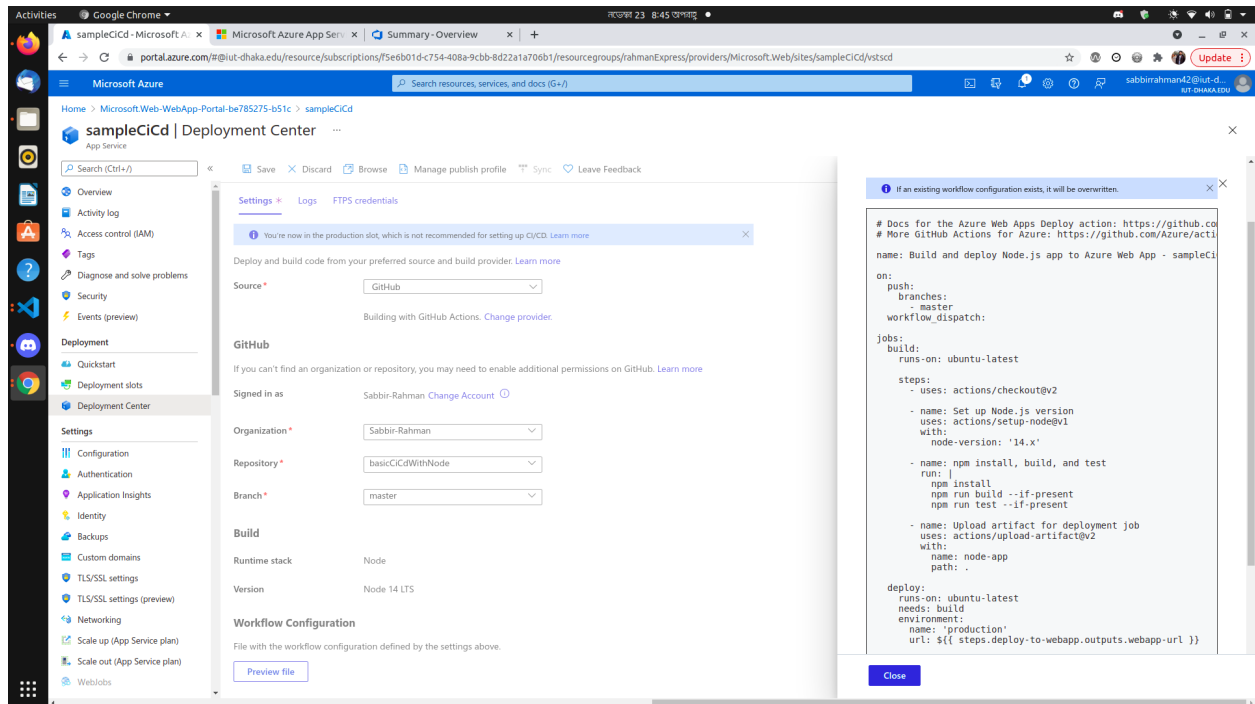 Activities Google Chrome নভেম্বর 23 8:45 অপরাহ্ণ
sampleCiCd - Microsoft Az Microsoft Azure App Serv Summary - Overview
portal.azure.com/#@iut-dhaka.edu/resource/subscriptions/f5e6b01d-c754-408a-9cbb-8d22a1a706b1/resourcegroups/rahmanExpress/providers/Microsoft.Web/sites/sampleCiCd/vstscd Update
Microsoft Azure Search resources, services, and docs (G+/) 1 sabbirrahman42@iut-d...
IUT-DHAKA.EDU
Home > Microsoft.Web-WebApp-Portal-be785275-b51c > sampleCiCd
sampleCiCd | Deployment Center ...
App Service
Search (Ctrl+/)
Overview
Activity log
Access control (IAM)
Tags
Diagnose and solve problems
Security
Events (preview)
Deployment
Quickstart
Deployment slots
Deployment Center
Settings
Configuration
Authentication
Application Insights
Identity
Backups
Custom domains
TLS/SSL settings
TLS/SSL settings (preview)
Networking
Scale up (App Service plan)
Scale out (App Service plan)
WebJobs
Save Discard Browse Manage publish profile Sync Leave Feedback
Settings * Logs FTPS credentials
You're now in the production slot, which is not recommended for setting up CI/CD. Learn more
Deploy and build code from your preferred source and build provider. Learn more
Source* GitHub
Building with GitHub Actions. Change provider.
GitHub
If you can't find an organization or repository, you may need to enable additional permissions on GitHub. Learn more
Signed in as Sabbir-Rahman Change Account
Organization* Sabbir-Rahman
Repository* basicCiCdWithNode
Branch* master
Build
Runtime stack Node
Version Node 14 LTS
Workflow Configuration
File with the workflow configuration defined by the settings above.
Preview file
If an existing workflow configuration exists, it will be overwritten.
# Docs for the Azure Web Apps Deploy action: https://github.co
# More GitHub Actions for Azure: https://github.com/Azure/acti
name: Build and deploy Node.js app to Azure Web App - sampleCi
on:
push:
branches:
- master
workflow_dispatch:
jobs:
build:
runs-on: ubuntu-latest
steps:
- uses: actions/checkout@v2
- name: Set up Node.js version
uses: actions/setup-node@v1
with:
node-version: '14.x'
- name: npm install, build, and test
run: |
npm install
npm run build --if-present
npm run test --if-present
- name: Upload artifact for deployment job
uses: actions/upload-artifact@v2
with:
name: node-app
path: .
deploy:
runs-on: ubuntu-latest
needs: build
environment:
name: 'production'
url: ${{ steps.deploy-to-webapp.outputs.webapp-url }}
Close